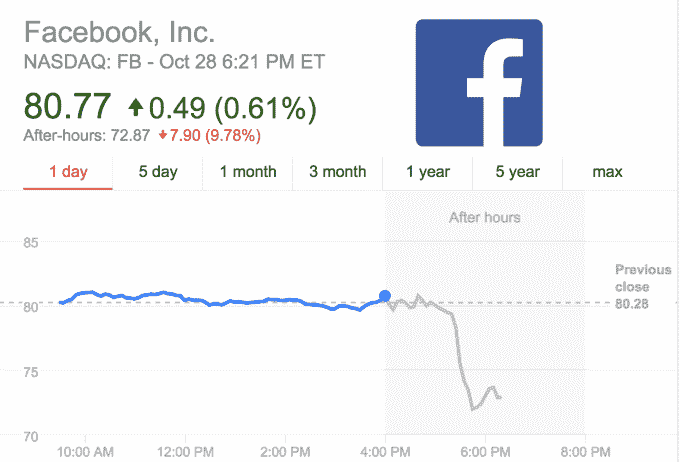 Facebook, Inc.
NASDAQ: FB - Oct 28 6:21 PM ET
80.77 ↑ 0.49 (0.61%)
After-hours: 72.87 ↓ 7.90 (9.78%)
1 day 5 day 1 month 3 month 1 year 5 year max
After hours
85
80
75
70
Previous
close
80.28
10:00 AM 12:00 PM 2:00 PM 4:00 PM 6:00 PM 8:00 PM